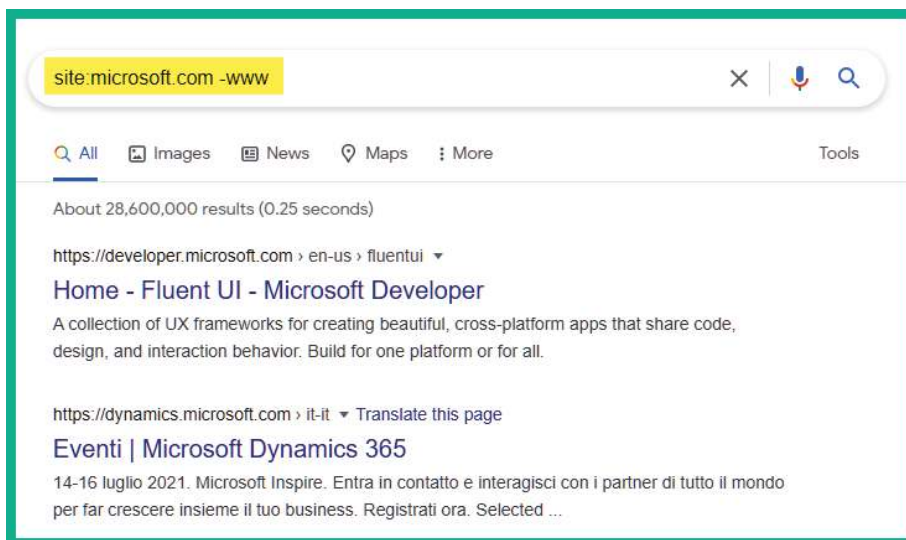 site:microsoft.com -www
All Images News Maps More Tools
About 28,600,000 results (0.25 seconds)
https://developer.microsoft.com › en-us › fluentui
Home - Fluent UI - Microsoft Developer
A collection of UX frameworks for creating beautiful, cross-platform apps that share code,
design, and interaction behavior. Build for one platform or for all.
https://dynamics.microsoft.com › it-it Translate this page
Eventi | Microsoft Dynamics 365
14-16 luglio 2021. Microsoft Inspire. Entra in contatto e interagisci con i partner di tutto il mondo
per far crescere insieme il tuo business. Registrati ora. Selected ...